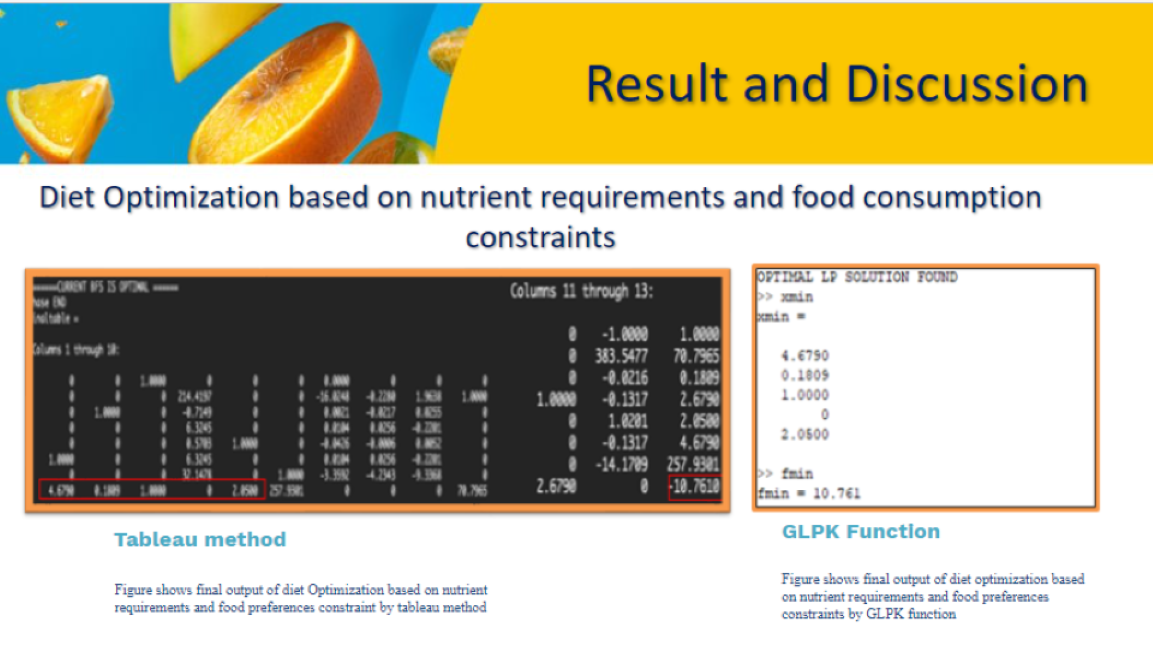 Result and Discussion
Diet Optimization based on nutrient requirements and food consumption
constraints
=====CURRENT BFS IS OPTIMAL =====
END
Columns 1 through 10:
0 0 1.0000 0 0 0 0.0000 0 0 0
0 0 0 214.4197 0 0 -16.0248 -0.2280 1.9638 1.0000
0 1.0000 0 -0.7149 0 0 0.0021 -0.0217 0.0255 0
0 0 0 6.3245 0 0 0.0104 0.0256 -0.2281 0
0 0 0 0.5703 1.0000 0 -0.0426 -0.0006 0.0052 0
1.0000 0 0 6.3245 0 0 0.0104 0.0256 -0.2281 0
0 0 0 32.1428 0 1.0000 -3.3592 -4.2343 -9.3368 0
4.6790 0.1809 1.0000 0 2.0500 257.9301 0 0 0 70.7965
Columns 11 through 13:
0 -1.0000 1.0000
0 383.5477 70.7965
0 -0.0216 0.1809
1.0000 -0.1317 2.6790
0 1.0201 2.0500
0 -0.1317 4.6790
0 -14.1709 257.9301
2.6790 0 -10.7610
OPTIMAL LP SOLUTION FOUND
>> xmin
xmin =
4.6790
0.1809
1.0000
0
2.0500
>> fmin
fmin = 10.761
Tableau method
GLPK Function
Figure shows final output of diet Optimization based on nutrient
requirements and food preferences constraint by tableau method
Figure shows final output of diet optimization based
on nutrient requirements and food preferences
constraints by GLPK function